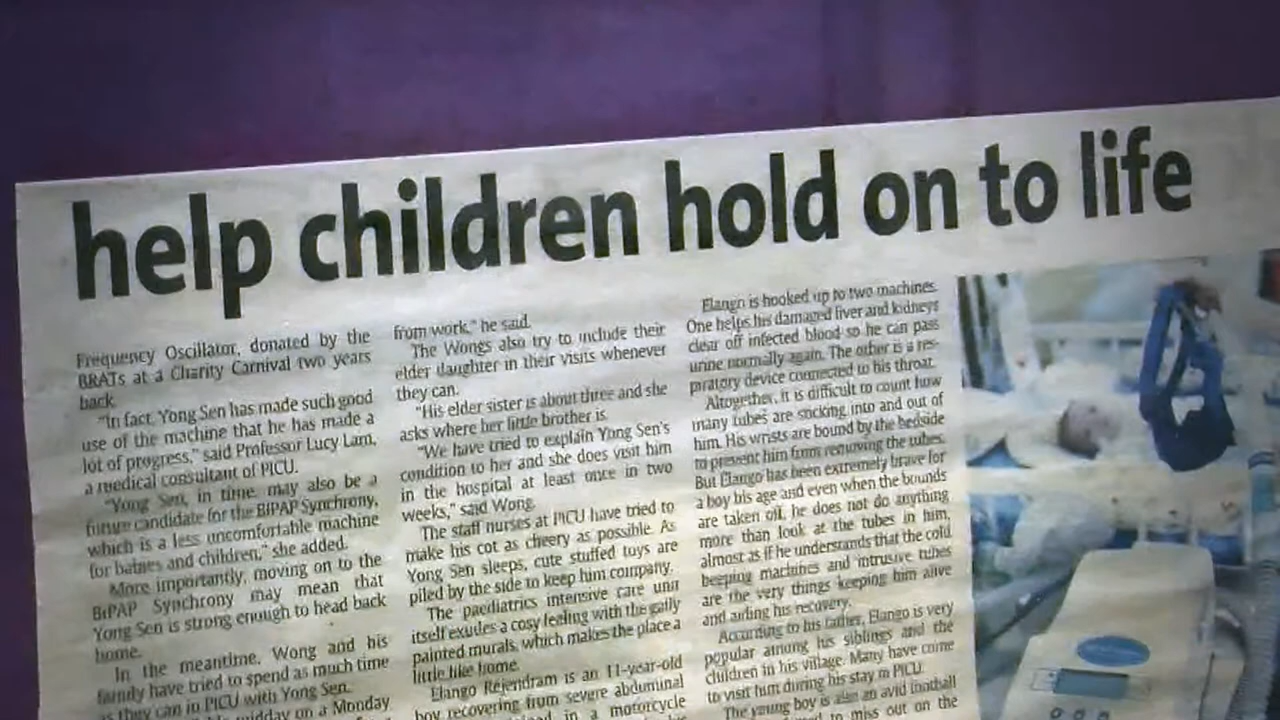 help children hold on to life
Frequency Oscillator, donated by the
BRATs at a Charity Carnival two years
back.
"In fact, Yong Sen has made such good
use of the machine that he has made a
lot of progress," said Professor Lucy Lam,
a medical consultant of PICU.
"Yong Sen, in time, may also be a
future candidate for the BIPAP Synchrony,
which is a less uncomfortable machine
for babies and children," she added.
More importantly, moving on to the
BiPAP Synchrony may mean that
Yong Sen is strong enough to head back
home.
In the meantime, Wong and his
family have tried to spend as much time
as they can in PICU with Yong Sen.
midday on a Monday
from work," he said.
The Wongs also try to include their
elder daughter in their visits whenever
they can.
"His elder sister is about three and she
asks where her little brother is.
"We have tried to explain Yong Sen's
condition to her and she does visit him
in the hospital at least once in two
weeks," said Wong.
The staff nurses at PICU have tried to
make his cot as cheery as possible. As
Yong Sen sleeps, cute stuffed toys are
piled by the side to keep him company.
The paediatrics intensive care unit
itself exudes a cosy feeling with the gaily
painted murals, which makes the place a
little like home.
Elango Rejendram is an 11-year-old
boy recovering from severe abdominal
in a motorcycle
Elango is hooked up to two machines.
One helps his damaged liver and kidneys
clear off infected blood so he can pass
urine normally again. The other is a res-
piratory device connected to his throat.
Altogether, it is difficult to count how
many tubes are sticking into and out of
him. His wrists are bound by the bedside
to prevent him from removing the tubes.
But Elango has been extremely brave for
a boy his age and even when the bounds
are taken off, he does not do anything
more than look at the tubes in him,
almost as if he understands that the cold
beeping machines and intrusive tubes
are the very things keeping him alive
and aiding his recovery.
According to his father, Elango is very
popular among his siblings and the
children in his village. Many have come
to visit him during his stay in PICU.
The young boy is also an avid football
to miss out on the